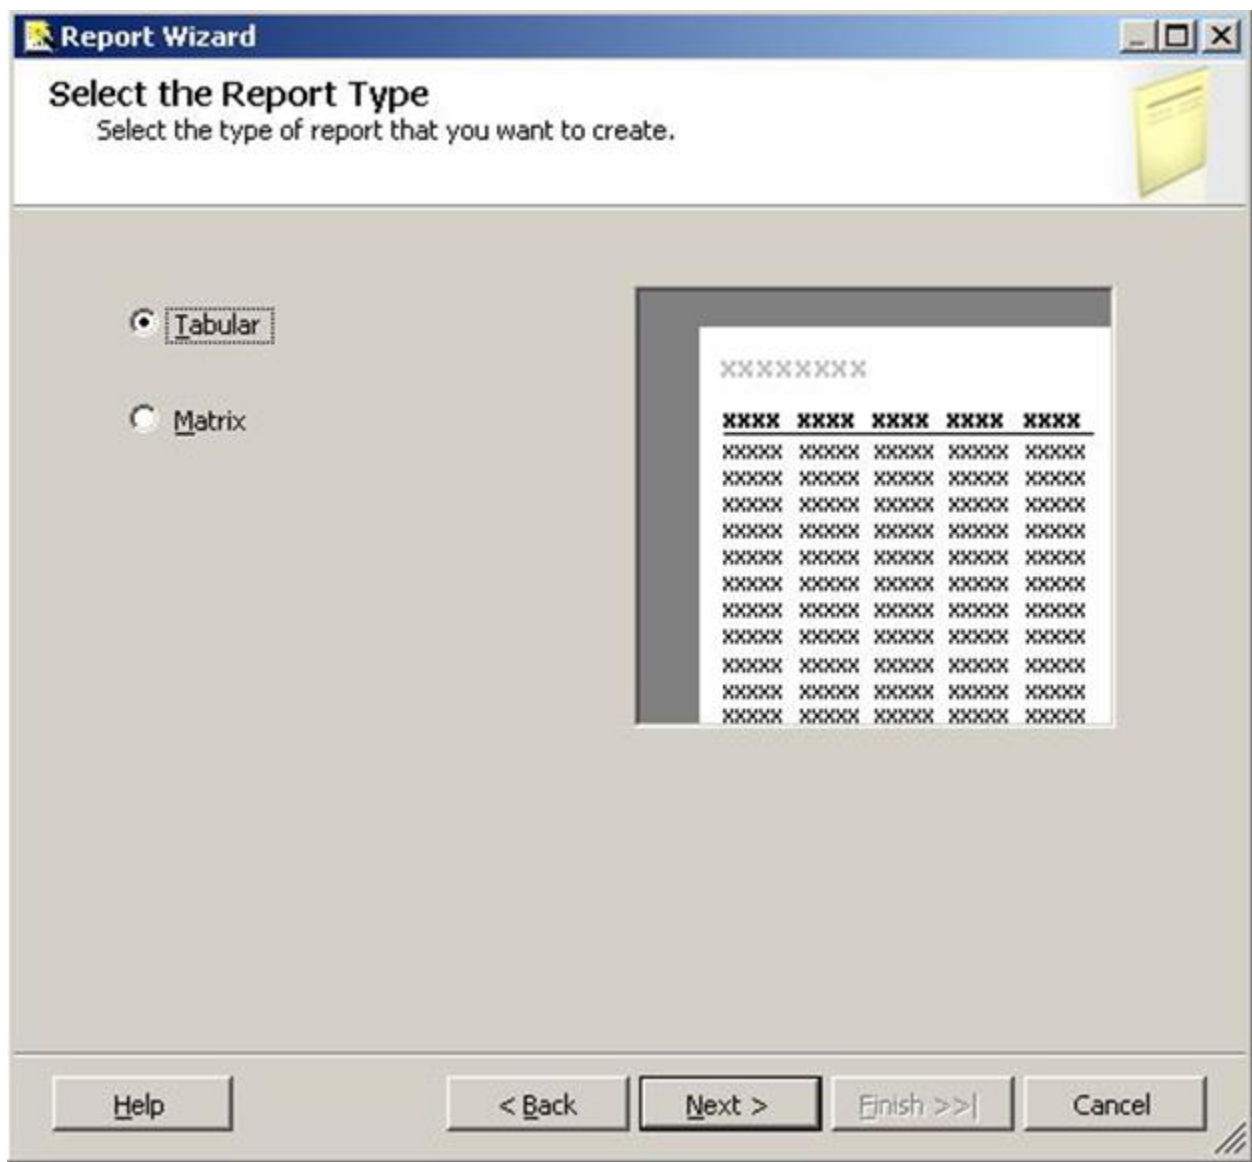 Report Wizard
Select the Report Type
Select the type of report that you want to create.
Tabular
Matrix
XXXXXXXX
XXXX XXXX XXXX XXXX XXXX
XXXXX XXXXX XXXXX XXXXX XXXXX
XXXXX XXXXX XXXXX XXXXX XXXXX
XXXXX XXXXX XXXXX XXXXX XXXXX
XXXXX XXXXX XXXXX XXXXX XXXXX
XXXXX XXXXX XXXXX XXXXX XXXXX
XXXXX XXXXX XXXXX XXXXX XXXXX
XXXXX XXXXX XXXXX XXXXX XXXXX
XXXXX XXXXX XXXXX XXXXX XXXXX
XXXXX XXXXX XXXXX XXXXX XXXXX
XXXXX XXXXX XXXXX XXXXX XXXXX
XXXXX XXXXX XXXXX XXXXX XXXXX
Help < Back Next > Finish >>| Cancel